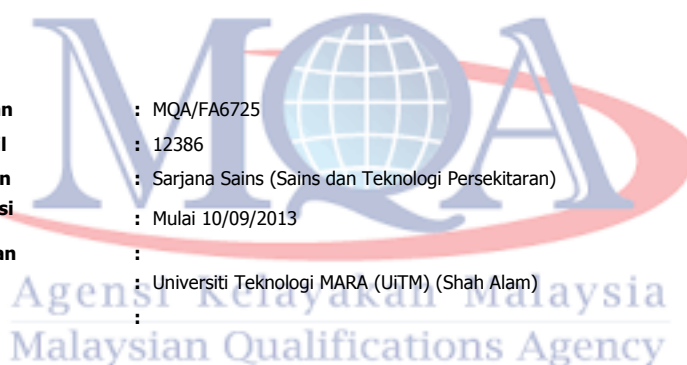 MQA
an : MQA/FA6725
l : 12386
n : Sarjana Sains (Sains dan Teknologi Persekitaran)
si : Mulai 10/09/2013
an :
: Universiti Teknologi MARA (UiTM) (Shah Alam)
:
Agensi Kelayakan Malaysia
Malaysian Qualifications Agency